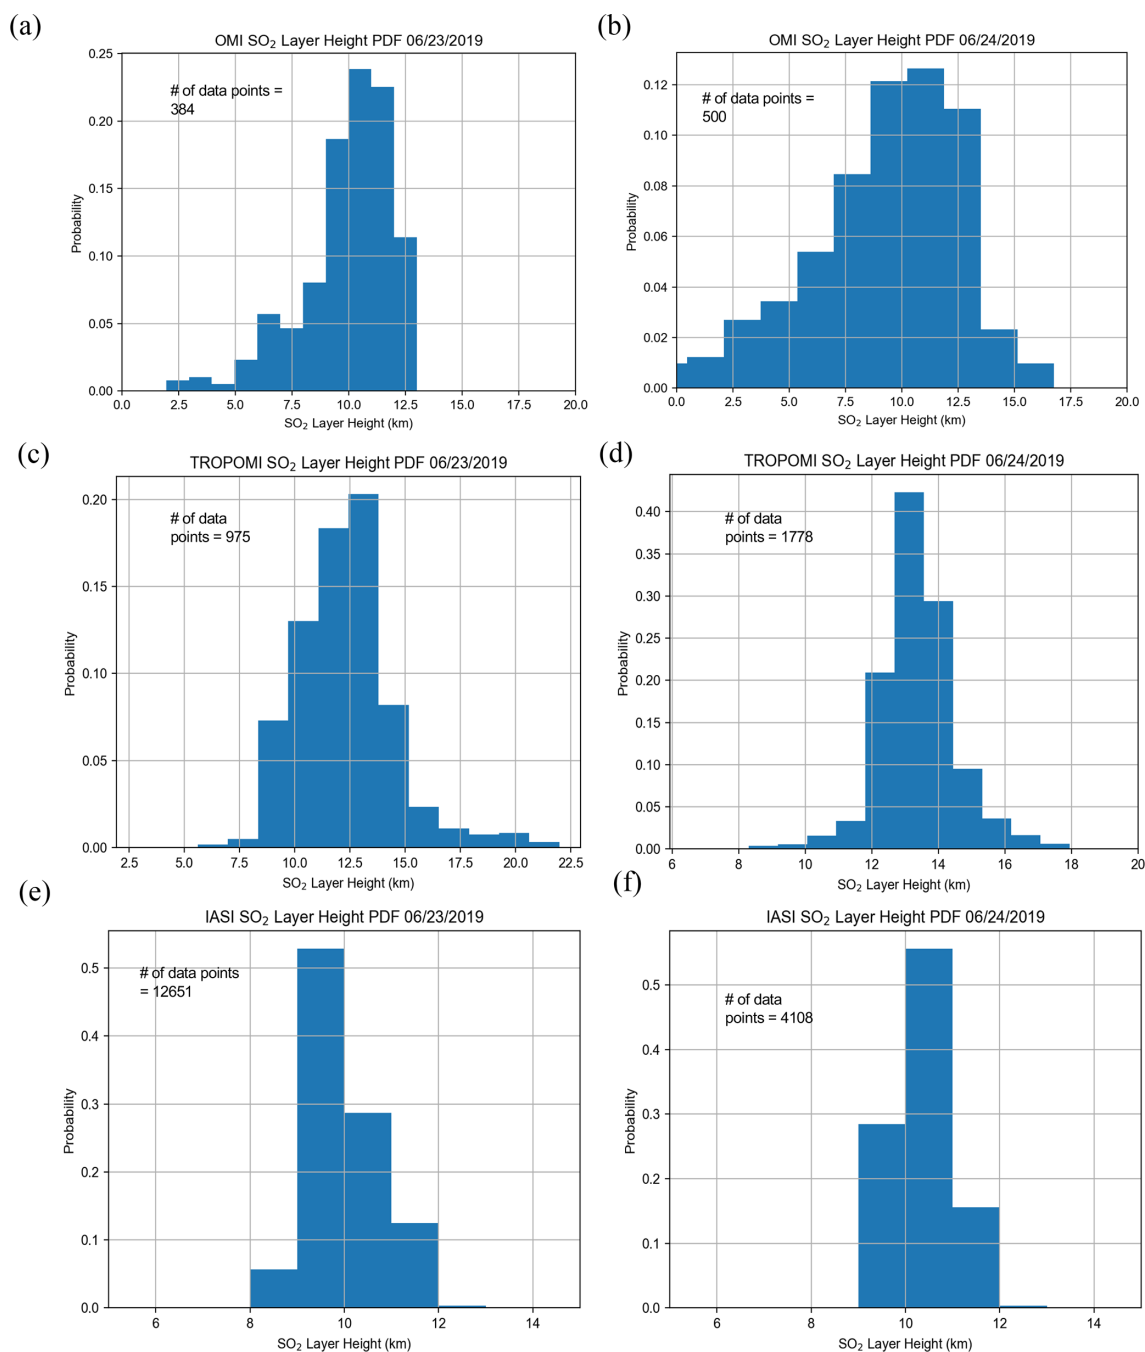 (a)
OMI SO₂ Layer Height PDF 06/23/2019
# of data points =
384
Probability
0.25
0.20
0.15
0.10
0.05
0.00
0.0 2.5 5.0 7.5 10.0 12.5 15.0 17.5 20.0
SO₂ Layer Height (km)
(b)
OMI SO₂ Layer Height PDF 06/24/2019
# of data points =
500
Probability
0.12
0.10
0.08
0.06
0.04
0.02
0.00
0.0 2.5 5.0 7.5 10.0 12.5 15.0 17.5 20.0
SO₂ Layer Height (km)
(c)
TROPOMI SO₂ Layer Height PDF 06/23/2019
# of data
points = 975
Probability
0.20
0.15
0.10
0.05
0.00
2.5 5.0 7.5 10.0 12.5 15.0 17.5 20.0 22.5
SO₂ Layer Height (km)
(d)
TROPOMI SO₂ Layer Height PDF 06/24/2019
# of data
points = 1778
Probability
0.40
0.35
0.30
0.25
0.20
0.15
0.10
0.05
0.00
6 8 10 12 14 16 18 20
SO₂ Layer Height (km)
(e)
IASI SO₂ Layer Height PDF 06/23/2019
# of data points
= 12651
Probability
0.5
0.4
0.3
0.2
0.1
0.0
6 8 10 12 14
SO₂ Layer Height (km)
(f)
IASI SO₂ Layer Height PDF 06/24/2019
# of data
points = 4108
Probability
0.5
0.4
0.3
0.2
0.1
0.0
6 8 10 12 14
SO₂ Layer Height (km)